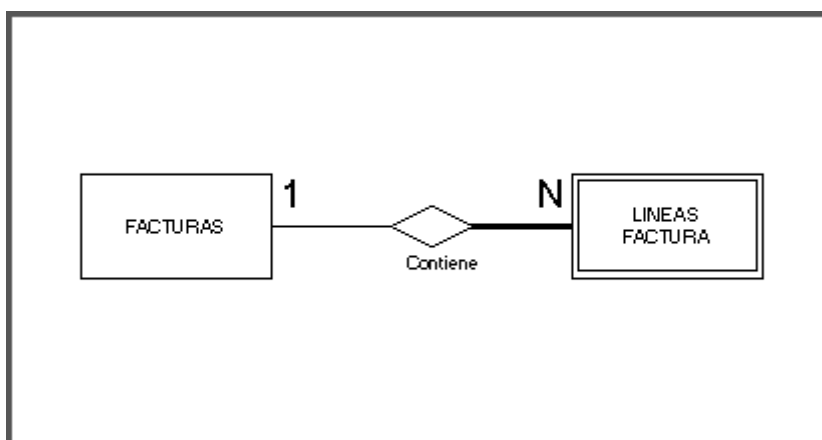 1
N
FACTURAS
LINEAS
FACTURA
Contiene